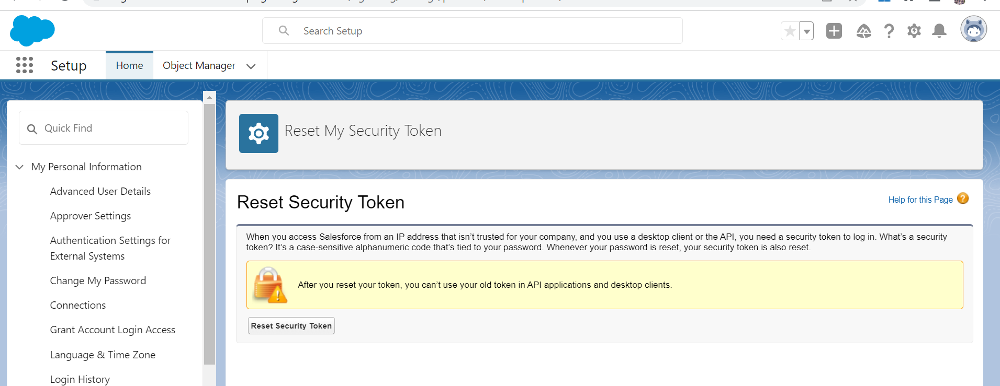 Search Setup
Setup
Home
Object Manager
Quick Find
My Personal Information
Advanced User Details
Approver Settings
Authentication Settings for
External Systems
Change My Password
Connections
Grant Account Login Access
Language & Time Zone
Login History
Reset My Security Token
Reset Security Token
Help for this Page
When you access Salesforce from an IP address that isn’t trusted for your company, and you use a desktop client or the API, you need a security token to log in. What’s a security
token? It’s a case-sensitive alphanumeric code that’s tied to your password. Whenever your password is reset, your security token is also reset.
After you reset your token, you can’t use your old token in API applications and desktop clients.
Reset Security Token